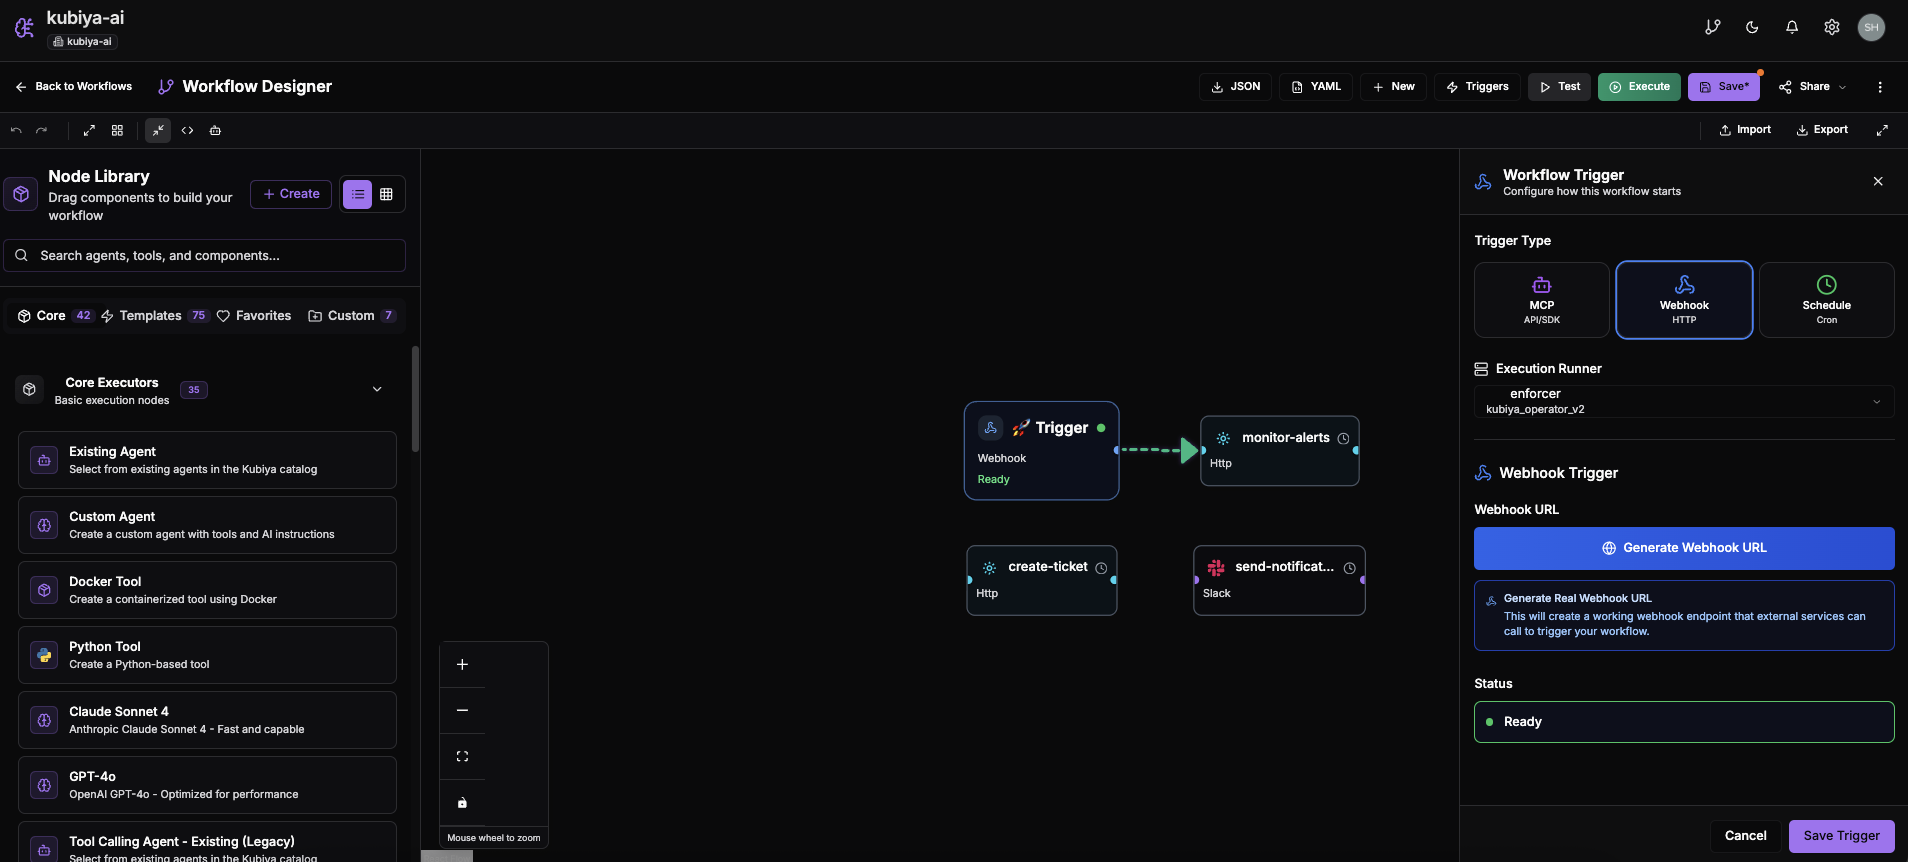 kubiya-ai
kubiya-ai
SH
Back to Workflows
Workflow Designer
JSON
YAML
New
Triggers
Test
Execute
Save*
Share
Import
Export
Node Library
Drag components to build your
workflow
Create
Search agents, tools, and components...
Core 42
Templates 75
Favorites
Custom 7
Core Executors
Basic execution nodes
35
Existing Agent
Select from existing agents in the Kubiya catalog
Custom Agent
Create a custom agent with tools and AI instructions
Docker Tool
Create a containerized tool using Docker
Python Tool
Create a Python-based tool
Claude Sonnet 4
Anthropic Claude Sonnet 4 - Fast and capable
GPT-4o
OpenAI GPT-4o - Optimized for performance
Tool Calling Agent - Existing (Legacy)
Select from existing agents in the Kubiya catalog
Trigger
Webhook
Ready
monitor-alerts
Http
create-ticket
Http
send-notificat...
Slack
Mouse wheel to zoom
Workflow Trigger
Configure how this workflow starts
Trigger Type
MCP
API/SDK
Webhook
HTTP
Schedule
Cron
Execution Runner
enforcer
kubiya_operator_v2
Webhook Trigger
Webhook URL
Generate Webhook URL
Generate Real Webhook URL
This will create a working webhook endpoint that external services can
call to trigger your workflow.
Status
Ready
Cancel
Save Trigger